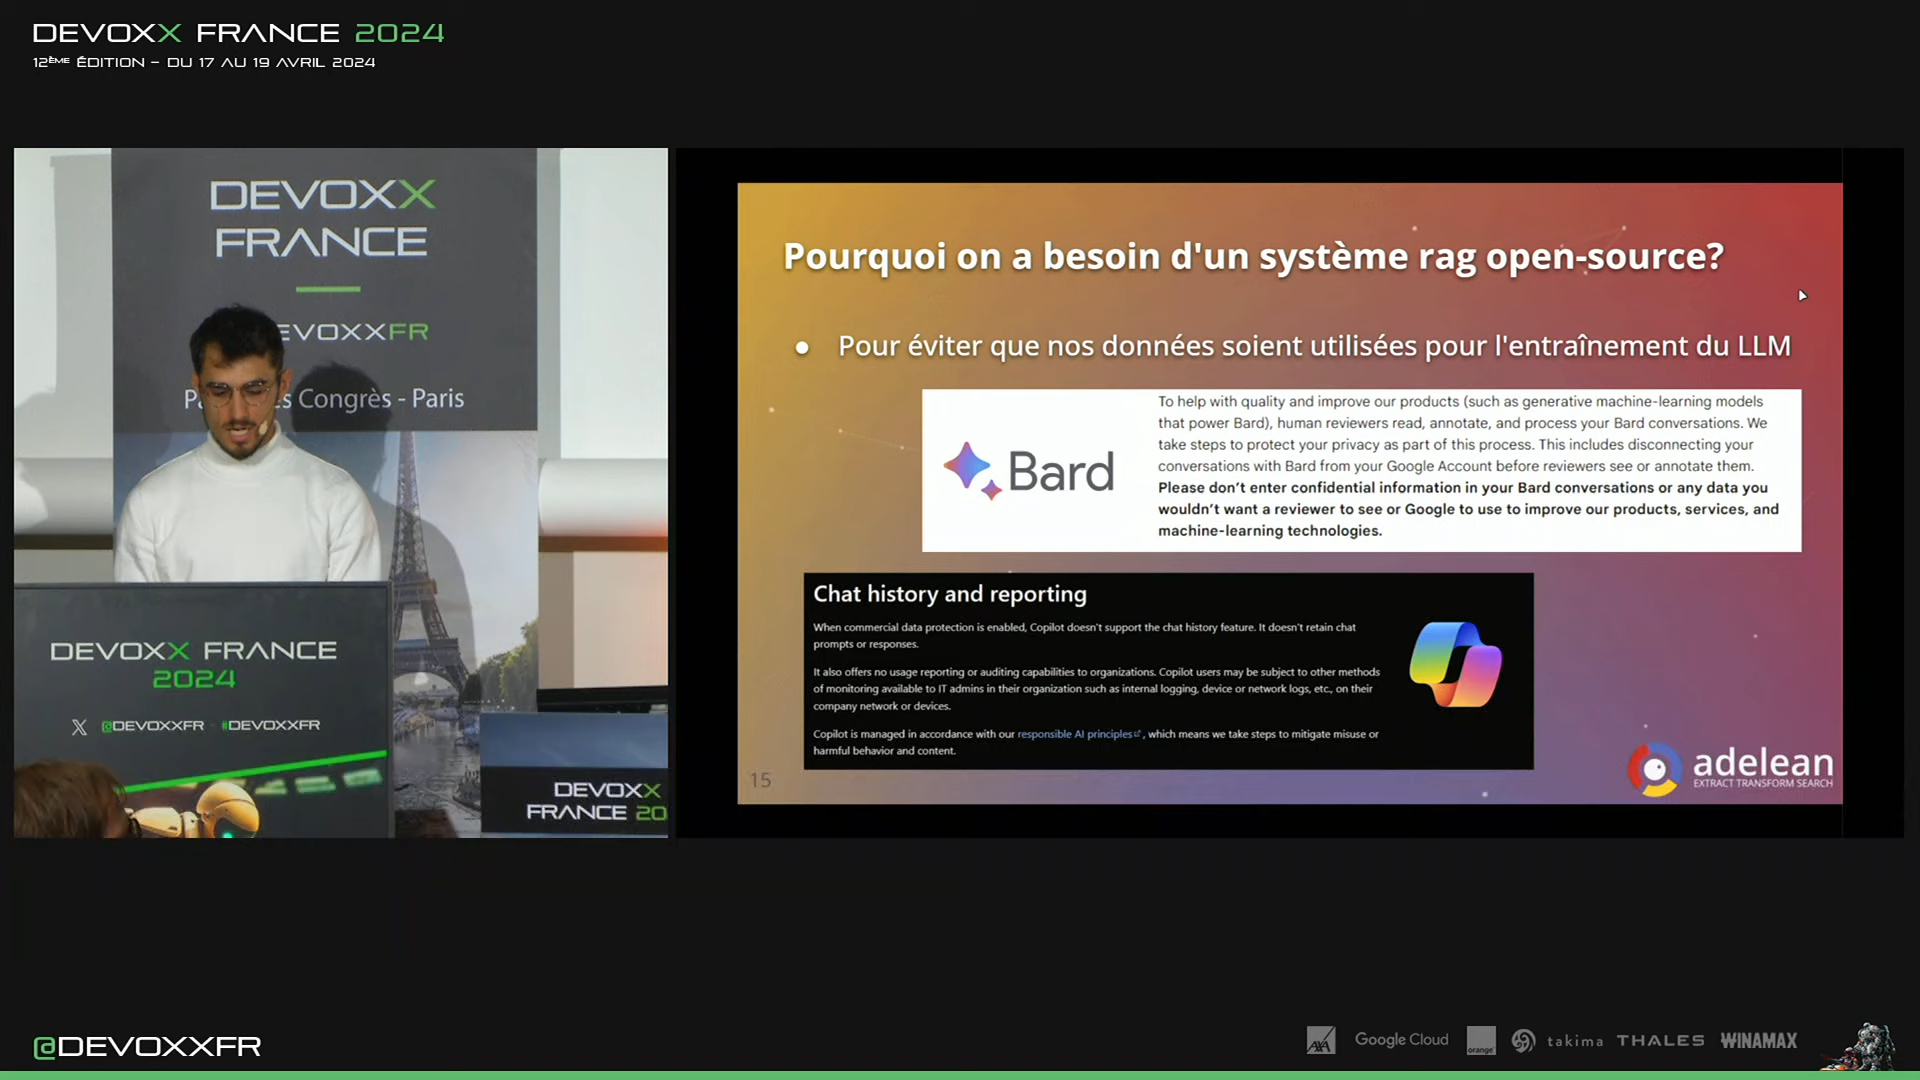 DEVOXX FRANCE 2024
12ÈME ÉDITION – DU 17 AU 19 AVRIL 2024
DEVOXX
FRANCE
EVOXXFR
Congrès - Paris
DEVOXX FRANCE
2024
@DEVOXXFR - #DEVOXXFR
DEVOXX
FRANCE 20
Pourquoi on a besoin d'un système rag open-source?
● Pour éviter que nos données soient utilisées pour l'entraînement du LLM
Bard
To help with quality and improve our products (such as generative machine-learning models
that power Bard), human reviewers read, annotate, and process your Bard conversations. We
take steps to protect your privacy as part of this process. This includes disconnecting your
conversations with Bard from your Google Account before reviewers see or annotate them.
Please don't enter confidential information in your Bard conversations or any data you
wouldn't want a reviewer to see or Google to use to improve our products, services, and
machine-learning technologies.
Chat history and reporting
When commercial data protection is enabled, Copilot doesn't support the chat history feature. It doesn't retain chat
prompts or responses.
It also offers no usage reporting or auditing capabilities to organizations. Copilot users may be subject to other methods
of monitoring available to IT admins in their organization such as internal logging, device or network logs, etc., on their
company network or devices.
Copilot is managed in accordance with our responsible AI principles, which means we take steps to mitigate misuse or
harmful behavior and content.
15
adelean
EXTRACT TRANSFORM SEARCH
@DEVOXXFR
AXA
Google Cloud
orange
takima
THALES
WINAMAX